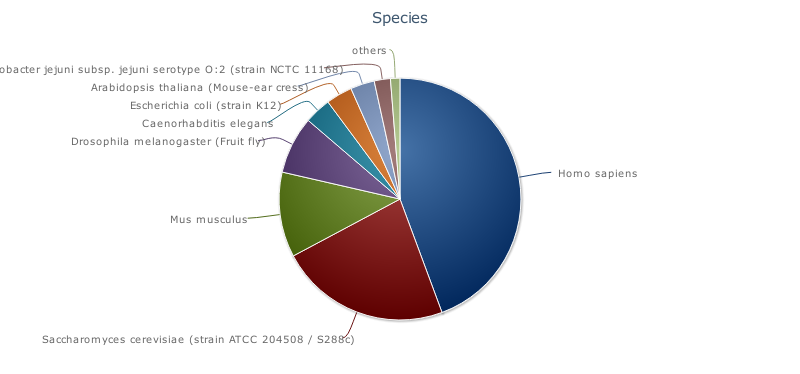 Species
others
obacter jejuni subsp. jejuni serotype O:2 (strain NCTC 11168)
Arabidopsis thaliana (Mouse-ear cress)
Escherichia coli (strain K12)
Caenorhabditis elegans
Drosophila melanogaster (Fruit fly)
Homo sapiens
Mus musculus
Saccharomyces cerevisiae (strain ATCC 204508 / S288c)